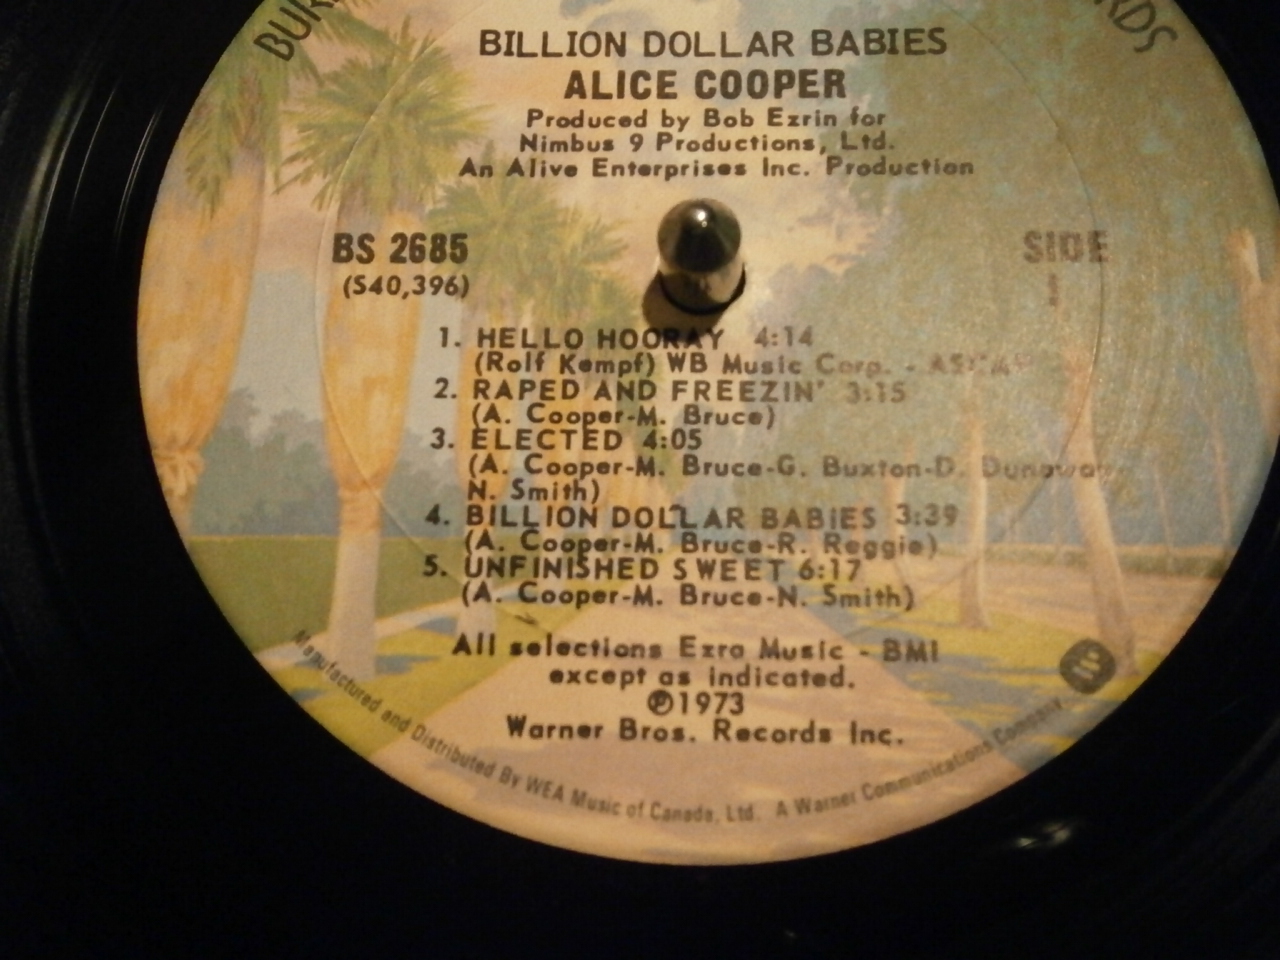 BILLION DOLLAR BABIES
ALICE COOPER
Produced by Bob Ezrin for
Nimbus 9 Productions, Ltd.
An Alive Enterprises Inc. Production
BS 2685
(S40,396)
SIDE
1
1. HELLO HOORAY 4:14
(Rolf Kempf) WB Music Corp. - ASCAP
2. RAPED AND FREEZIN' 3:15
(A. Cooper-M. Bruce)
3. ELECTED 4:05
(A. Cooper-M. Bruce-G. Buxton-D. Dunaway
N. Smith)
4. BILLION DOLLAR BABIES 3:39
(A. Cooper-M. Bruce-R. Reggie)
5. UNFINISHED SWEET 6:17
(A. Cooper-M. Bruce-N. Smith)
All selections Ezra Music - BMI
except as indicated.
℗1973
Warner Bros. Records Inc.
Manufactured and Distributed By WEA Music of Canada, Ltd. A Warner Communications Company